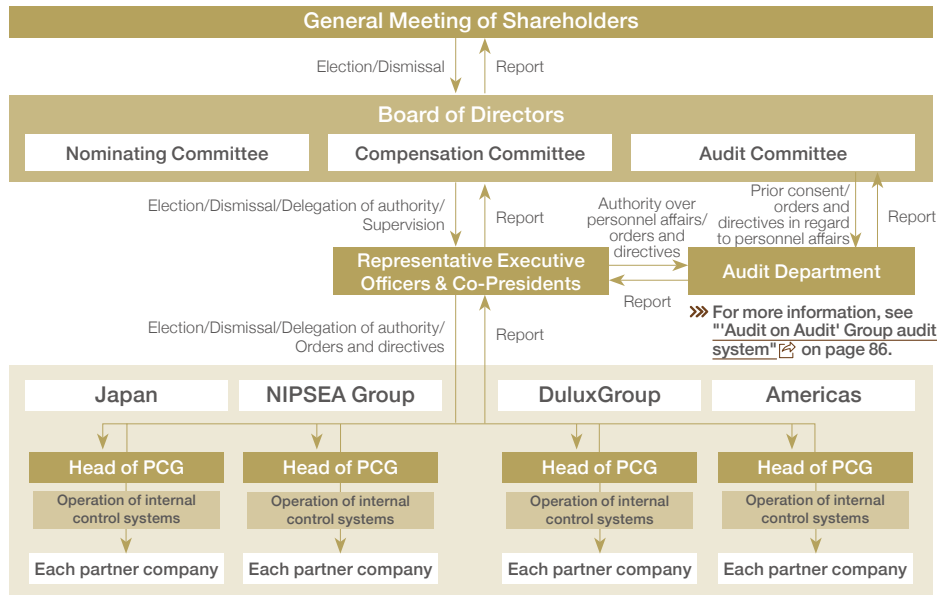 General Meeting of Shareholders
Election/Dismissal
Report
Board of Directors
Nominating Committee
Compensation Committee
Audit Committee
Election/Dismissal/Delegation of authority/
Supervision
Report
Authority over
personnel affairs/
orders and
directives
Prior consent/
orders and
directives in regard
to personnel affairs
Report
Representative Executive
Officers & Co-Presidents
Audit Department
Report
>>> For more information, see
"'Audit on Audit' Group audit
system" on page 86.
Election/Dismissal/Delegation of authority/
Orders and directives
Report
Japan
NIPSEA Group
DuluxGroup
Americas
Head of PCG
Head of PCG
Head of PCG
Head of PCG
Operation of internal
control systems
Operation of internal
control systems
Operation of internal
control systems
Operation of internal
control systems
Each partner company
Each partner company
Each partner company
Each partner company